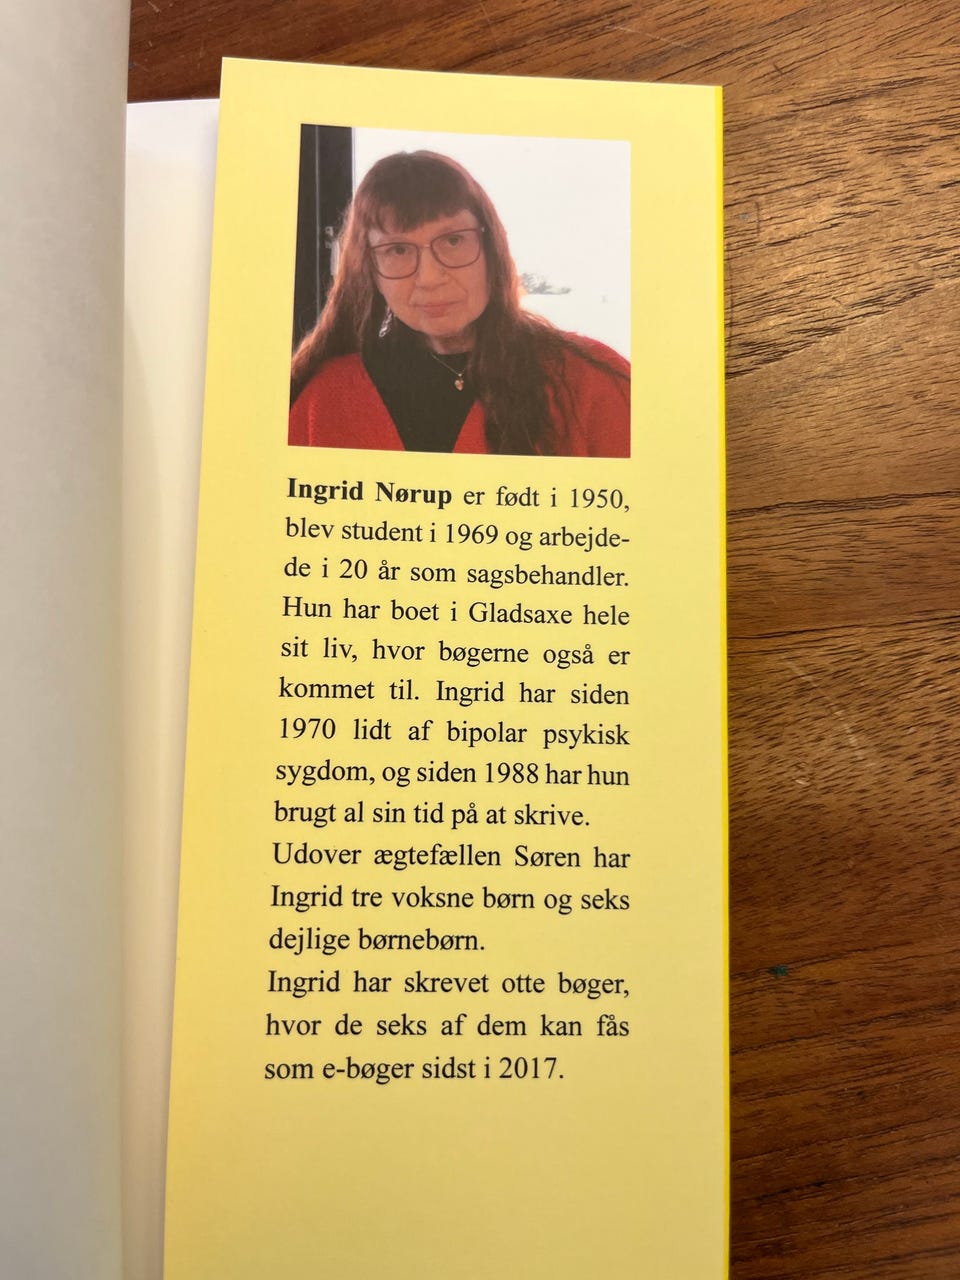 Ingrid Nørup er født i 1950,
blev student i 1969 og arbejde-
de i 20 år som sagsbehandler.
Hun har boet i Gladsaxe hele
sit liv, hvor bøgerne også er
kommet til. Ingrid har siden
1970 lidt af bipolar psykisk
sygdom, og siden 1988 har hun
brugt al sin tid på at skrive.
Udover ægtefællen Søren har
Ingrid tre voksne børn og seks
dejlige børnebørn.
Ingrid har skrevet otte bøger,
hvor de seks af dem kan fås
som e-bøger sidst i 2017.